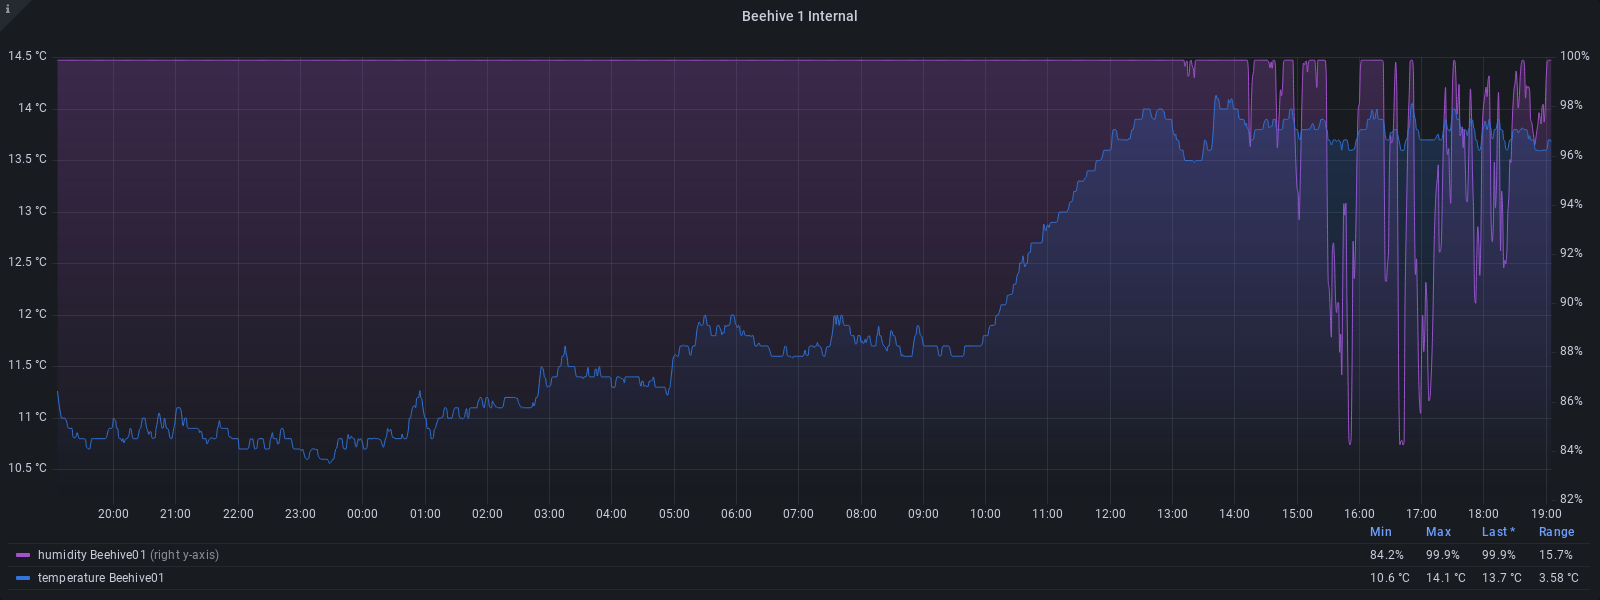 i
Beehive 1 Internal
14.5 °C
14 °C
13.5 °C
13 °C
12.5 °C
12 °C
11.5 °C
11 °C
10.5 °C
100%
98%
96%
94%
92%
90%
88%
86%
84%
82%
20:00 21:00 22:00 23:00 00:00 01:00 02:00 03:00 04:00 05:00 06:00 07:00 08:00 09:00 10:00 11:00 12:00 13:00 14:00 15:00 16:00 17:00 18:00 19:00
Min Max Last * Range
humidity Beehive01 (right y-axis) 84.2% 99.9% 99.9% 15.7%
temperature Beehive01 10.6 °C 14.1 °C 13.7 °C 3.58 °C